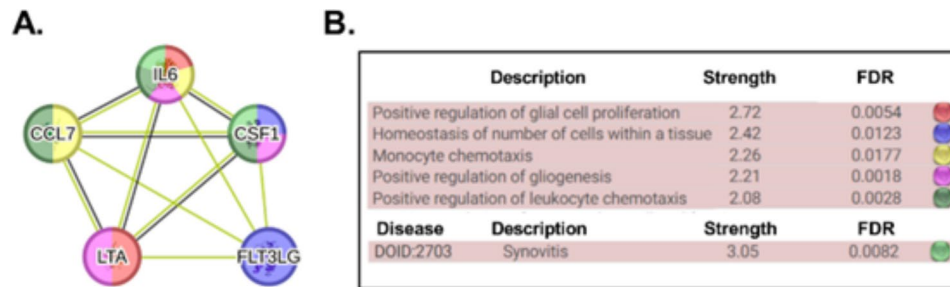 A.
B.
IL6
CCL7
CSF1
LTA
FLT3LG
Description Strength FDR
Positive regulation of glial cell proliferation 2.72 0.0054
Homeostasis of number of cells within a tissue 2.42 0.0123
Monocyte chemotaxis 2.26 0.0177
Positive regulation of gliogenesis 2.21 0.0018
Positive regulation of leukocyte chemotaxis 2.08 0.0028
Disease Description Strength FDR
DOID:2703 Synovitis 3.05 0.0082